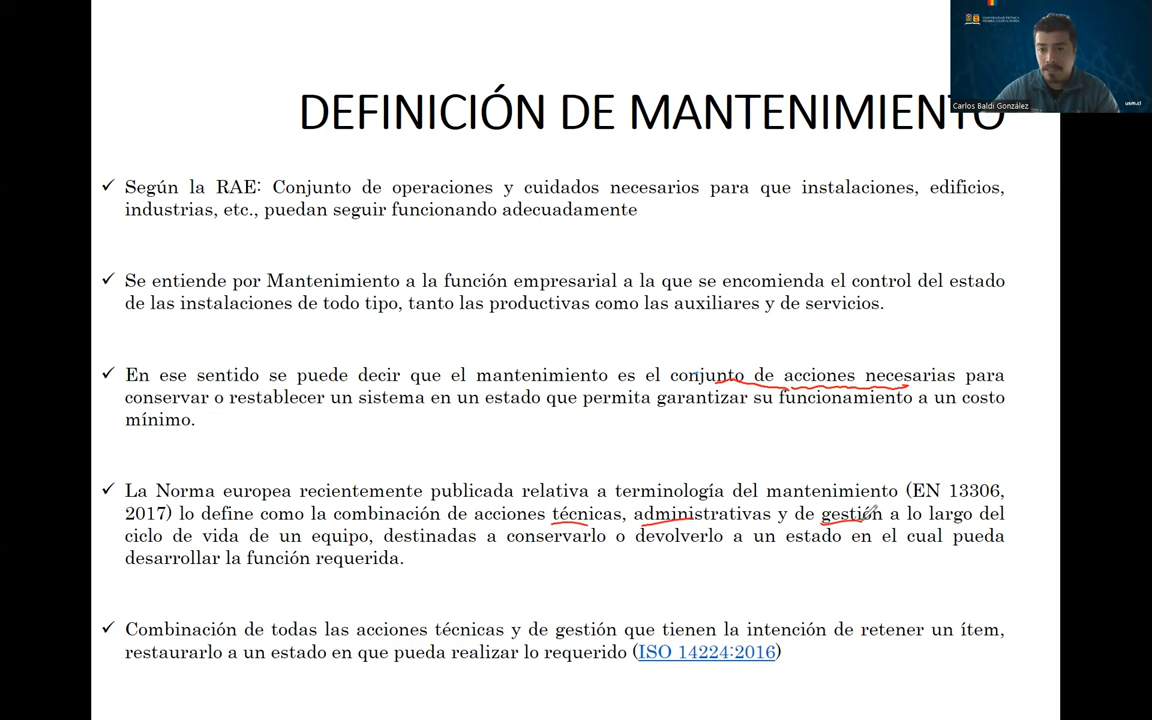 UNIVERSIDAD TÉCNICA
FEDERICO SANTA MARÍA
Carlos Baldi González
usm.cl
DEFINICIÓN DE MANTENIMIENTO
✓ Según la RAE: Conjunto de operaciones y cuidados necesarios para que instalaciones, edificios,
industrias, etc., puedan seguir funcionando adecuadamente
✓ Se entiende por Mantenimiento a la función empresarial a la que se encomienda el control del estado
de las instalaciones de todo tipo, tanto las productivas como las auxiliares y de servicios.
✓ En ese sentido se puede decir que el mantenimiento es el conjunto de acciones necesarias para
conservar o restablecer un sistema en un estado que permita garantizar su funcionamiento a un costo
mínimo.
✓ La Norma europea recientemente publicada relativa a terminología del mantenimiento (EN 13306,
2017) lo define como la combinación de acciones técnicas, administrativas y de gestión a lo largo del
ciclo de vida de un equipo, destinadas a conservarlo o devolverlo a un estado en el cual pueda
desarrollar la función requerida.
✓ Combinación de todas las acciones técnicas y de gestión que tienen la intención de retener un ítem,
restaurarlo a un estado en que pueda realizar lo requerido (ISO 14224:2016)